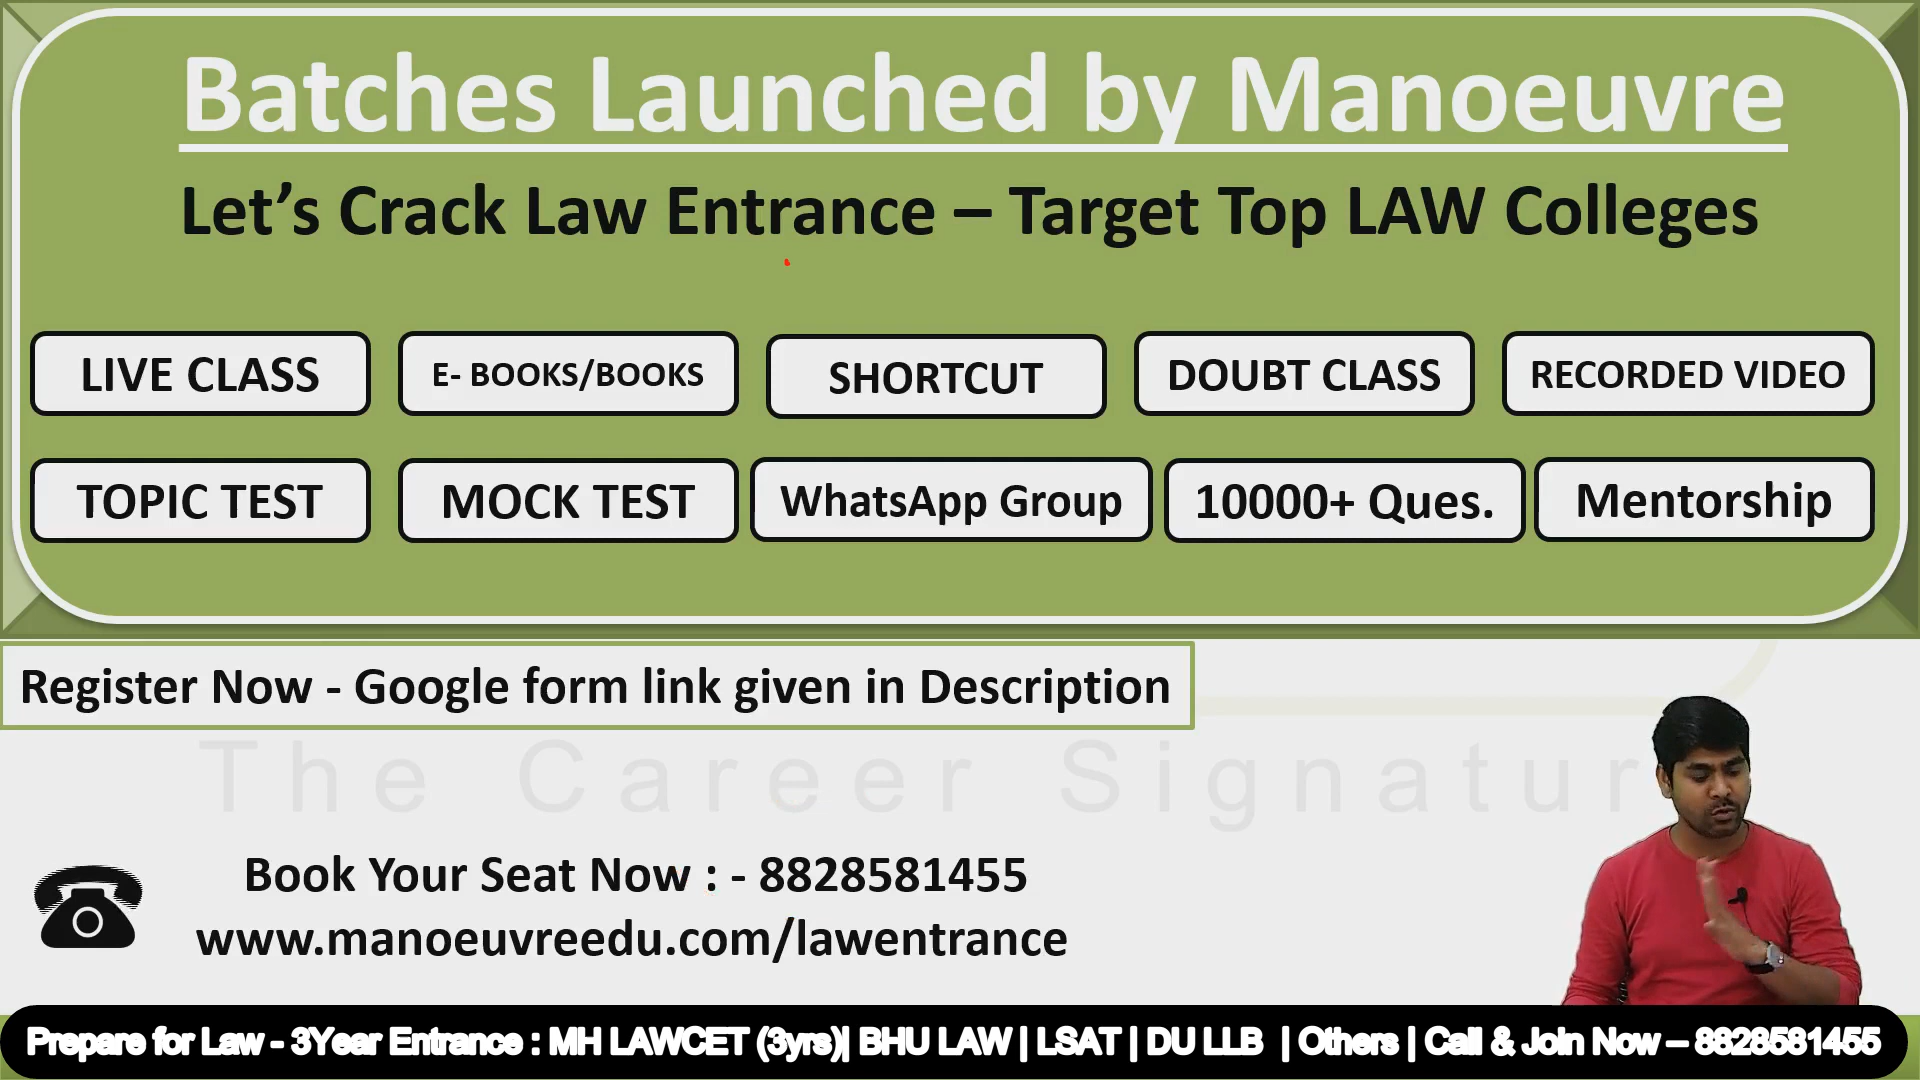 Batches Launched by Manoeuvre
Let’s Crack Law Entrance – Target Top LAW Colleges
LIVE CLASS
E- BOOKS/BOOKS
SHORTCUT
DOUBT CLASS
RECORDED VIDEO
TOPIC TEST
MOCK TEST
WhatsApp Group
10000+ Ques.
Mentorship
Register Now - Google form link given in Description
The Career Signatur
Book Your Seat Now : - 8828581455
www.manoeuvreedu.com/lawentrance
Prepare for Law - 3Year Entrance : MH LAWCET (3yrs)| BHU LAW | LSAT | DU LLB | Others | Call & Join Now – 8828581455